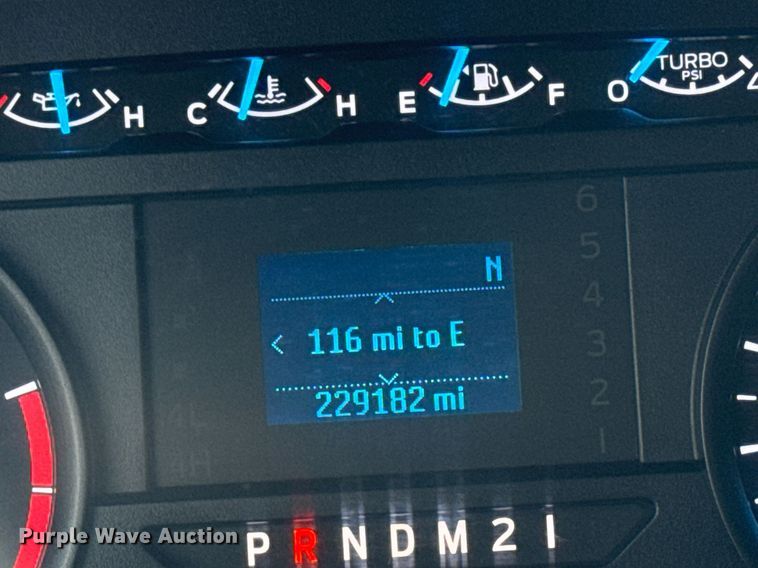 H C H E F O TURBO
PSI
6
N
5
4
116 mi to E
3
2
229182 mi
1
P R N D M 2 1
Purple Wave Auction